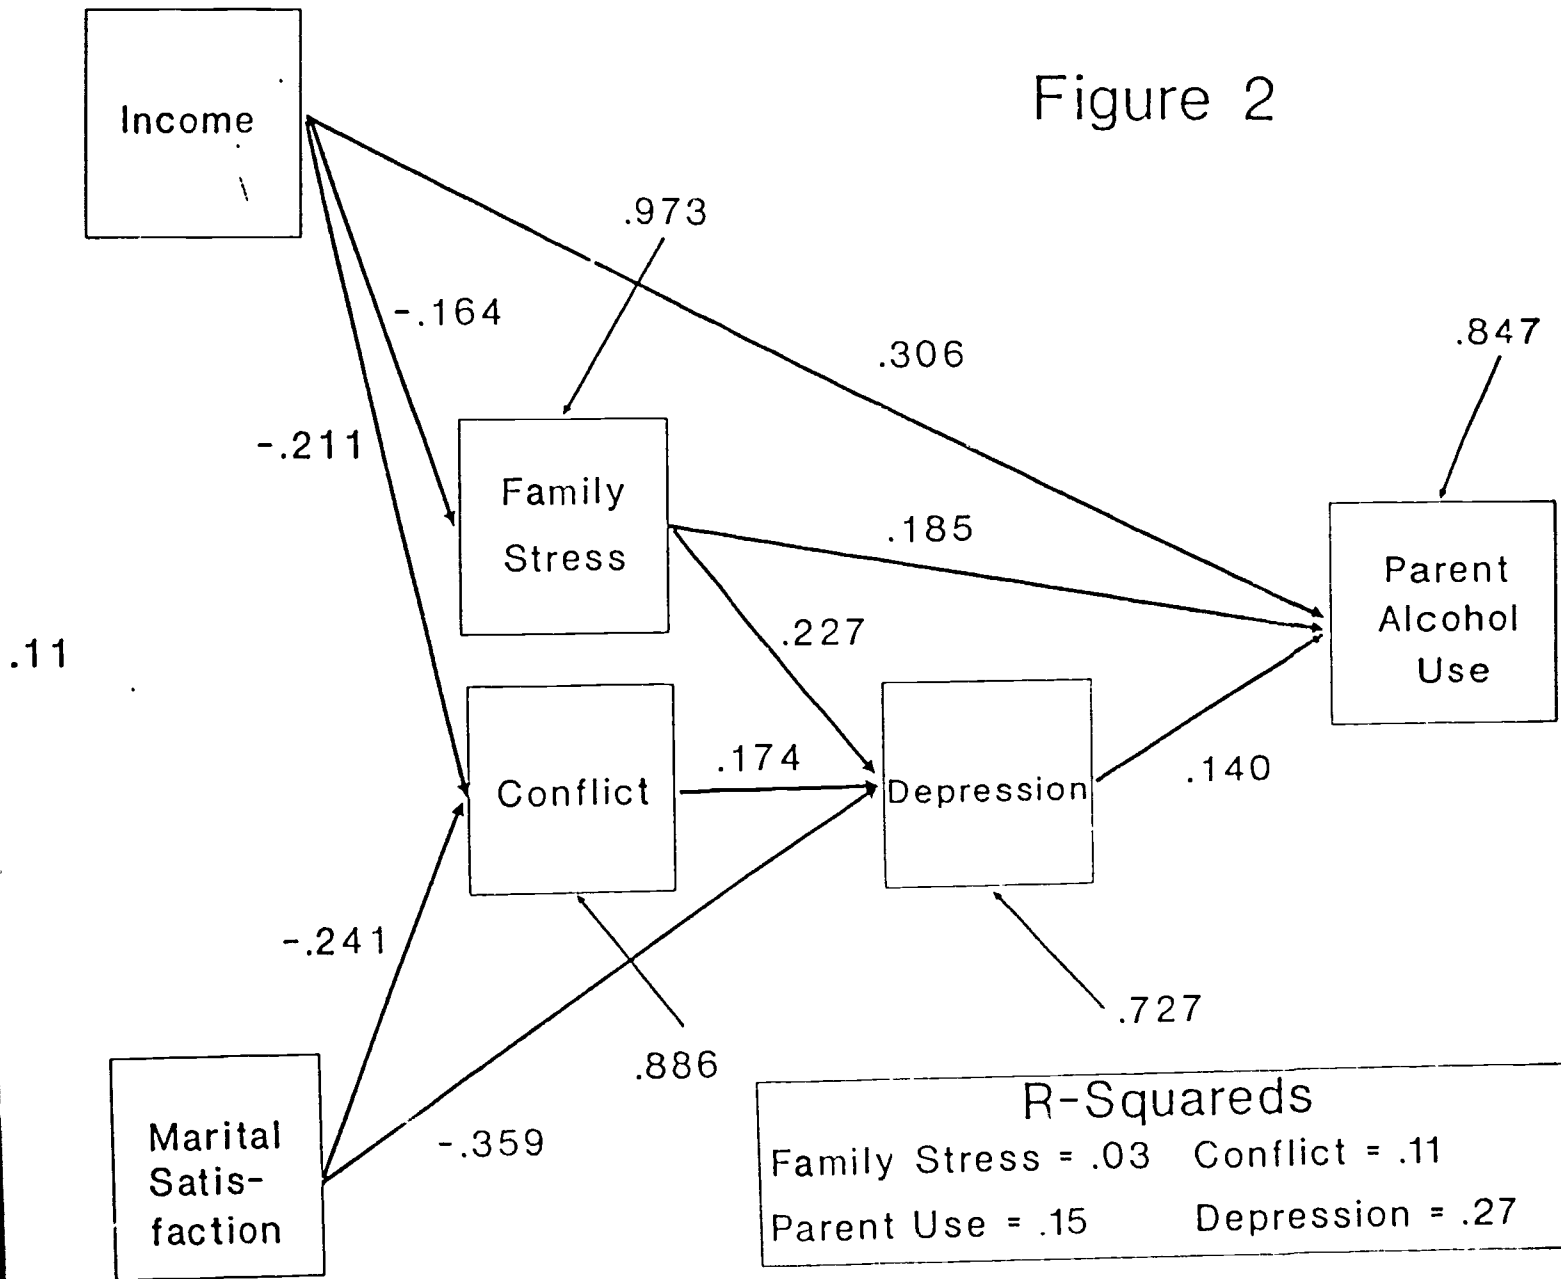 Figure 2
Income
.973
-.164
.306
.847
-.211
Family
Stress
.185
Parent
Alcohol
Use
.227
.11
Conflict
.174
Depression
.140
-.241
.727
.886
Marital
Satis-
faction
-.359
R-Squareds
Family Stress = .03 Conflict = .11
Parent Use = .15 Depression = .27